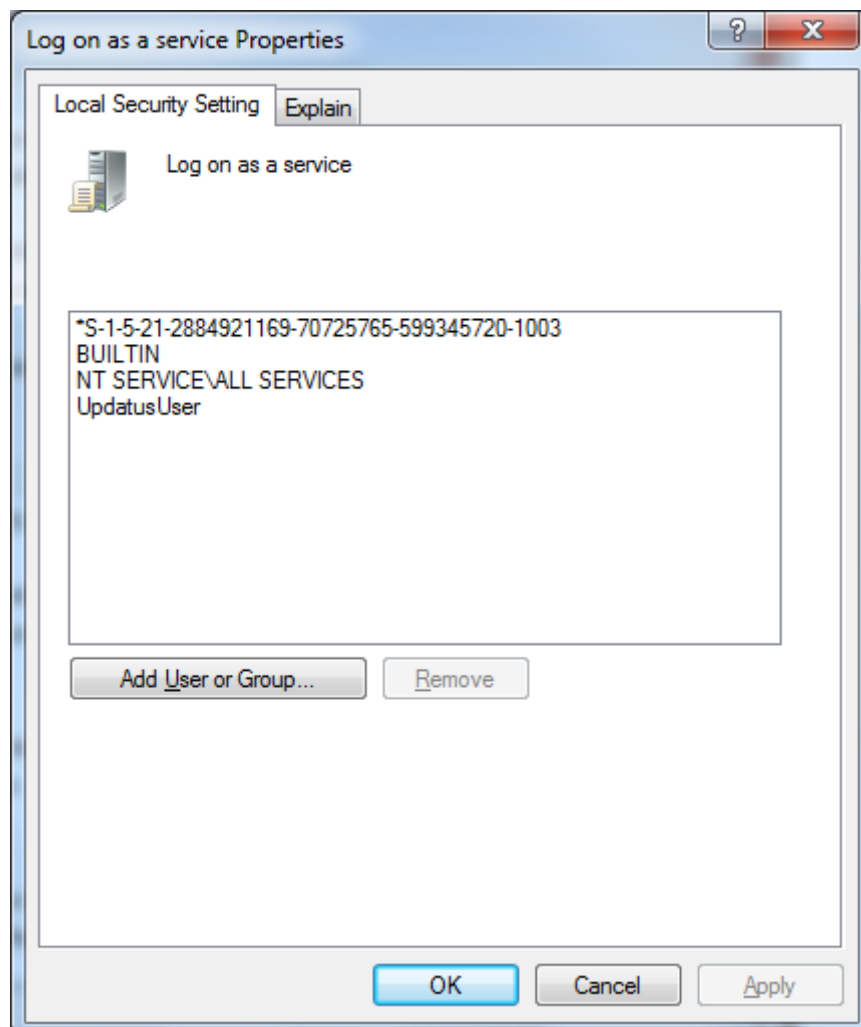 Log on as a service Properties
Local Security Setting
Explain
Log on as a service
*S-1-5-21-2884921169-70725765-599345720-1003
BUILTIN
NT SERVICE\ALL SERVICES
UpdatusUser
Add User or Group...
Remove
OK
Cancel
Apply